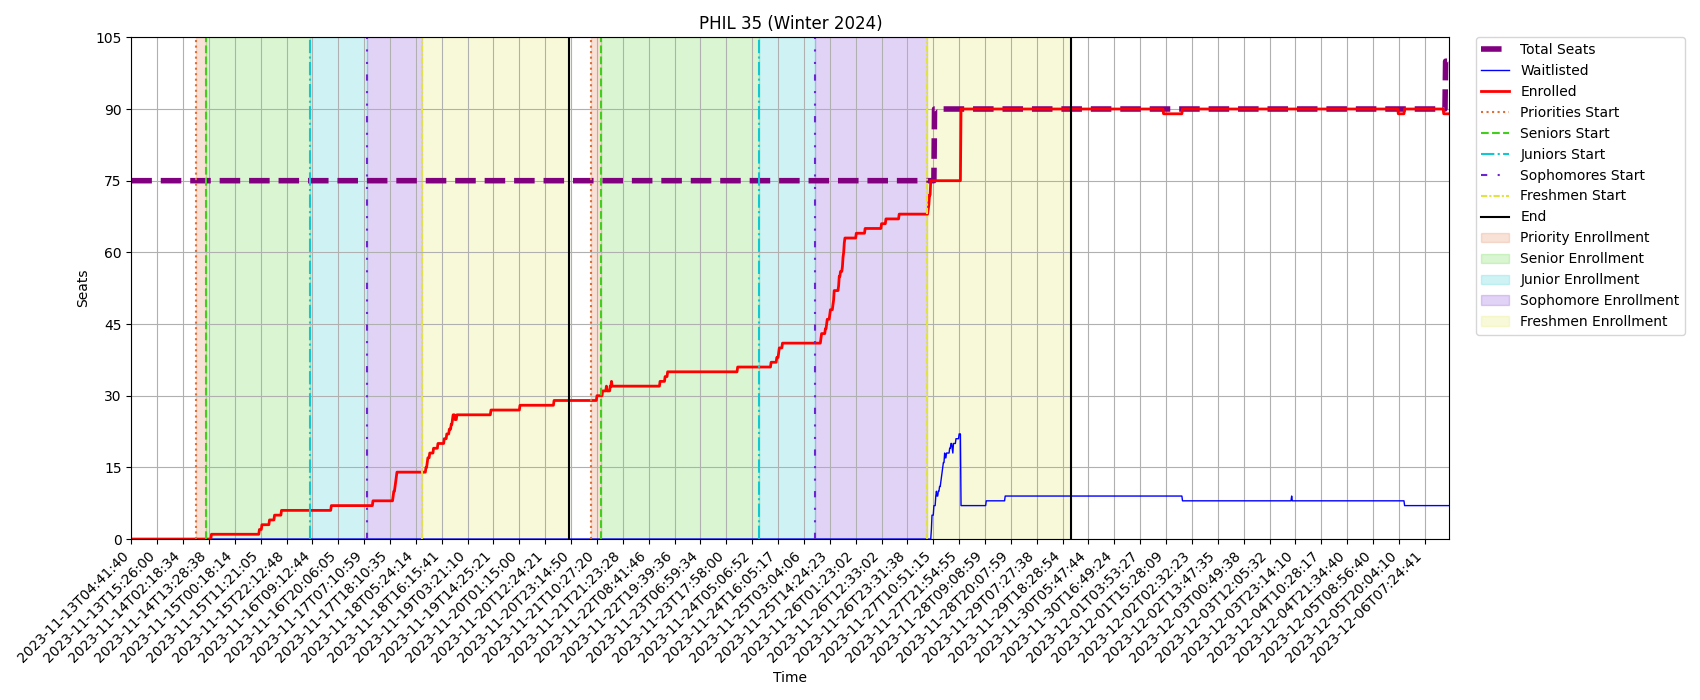 PHIL 35 (Winter 2024)
105
90
75
60
45
30
15
0
Seats
2023-11-13T04:41:40
2023-11-13T15:26:00
2023-11-14T02:18:34
2023-11-14T13:28:38
2023-11-15T00:18:14
2023-11-15T11:21:05
2023-11-15T22:12:48
2023-11-16T09:12:44
2023-11-16T20:06:05
2023-11-17T07:10:59
2023-11-17T18:10:35
2023-11-18T05:24:14
2023-11-18T16:15:41
2023-11-19T03:21:10
2023-11-19T14:25:21
2023-11-20T01:15:00
2023-11-20T12:24:21
2023-11-20T23:14:50
2023-11-21T10:27:20
2023-11-21T21:23:28
2023-11-22T08:41:46
2023-11-22T19:39:36
2023-11-23T06:59:34
2023-11-23T17:58:00
2023-11-24T05:06:52
2023-11-24T16:05:17
2023-11-25T03:04:06
2023-11-25T14:24:23
2023-11-26T01:23:02
2023-11-26T12:33:02
2023-11-26T23:31:38
2023-11-27T10:51:15
2023-11-27T21:54:55
2023-11-28T09:08:59
2023-11-28T20:07:59
2023-11-29T07:27:38
2023-11-29T18:28:54
2023-11-30T05:47:44
2023-11-30T16:49:24
2023-12-01T03:53:27
2023-12-01T15:28:09
2023-12-02T02:32:23
2023-12-02T13:47:35
2023-12-03T00:49:38
2023-12-03T12:05:32
2023-12-03T23:14:10
2023-12-04T10:28:17
2023-12-04T21:34:40
2023-12-05T08:56:40
2023-12-05T20:04:10
2023-12-06T07:24:41
Time
Total Seats
Waitlisted
Enrolled
Priorities Start
Seniors Start
Juniors Start
Sophomores Start
Freshmen Start
End
Priority Enrollment
Senior Enrollment
Junior Enrollment
Sophomore Enrollment
Freshmen Enrollment